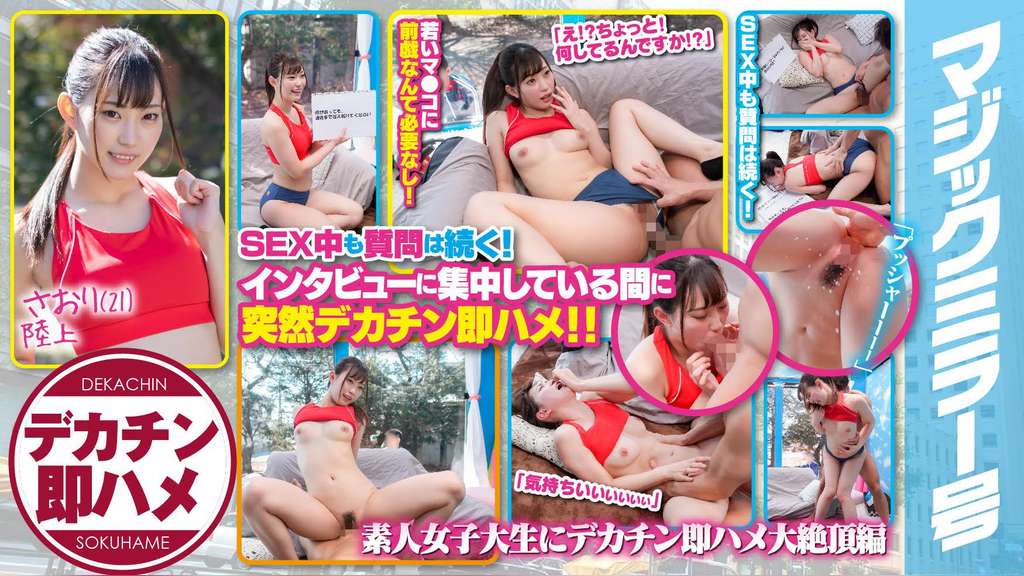 さおり(21)
陸上
DEKACHIN
デカチン
即ハメ
SOKUHAME
若いマ●コに
前戯なんて必要なし！
「え!?ちょっと!
何してるんですか!?」
SEX中も質問は続く！
SEX中も質問は続く！
インタビューに集中している間に
突然デカチン即ハメ!!
「プッシャーーーー」
「気持ちいいいいいぃぃ」
素人女子大生にデカチン即ハメ大絶頂編
マジックミラー号